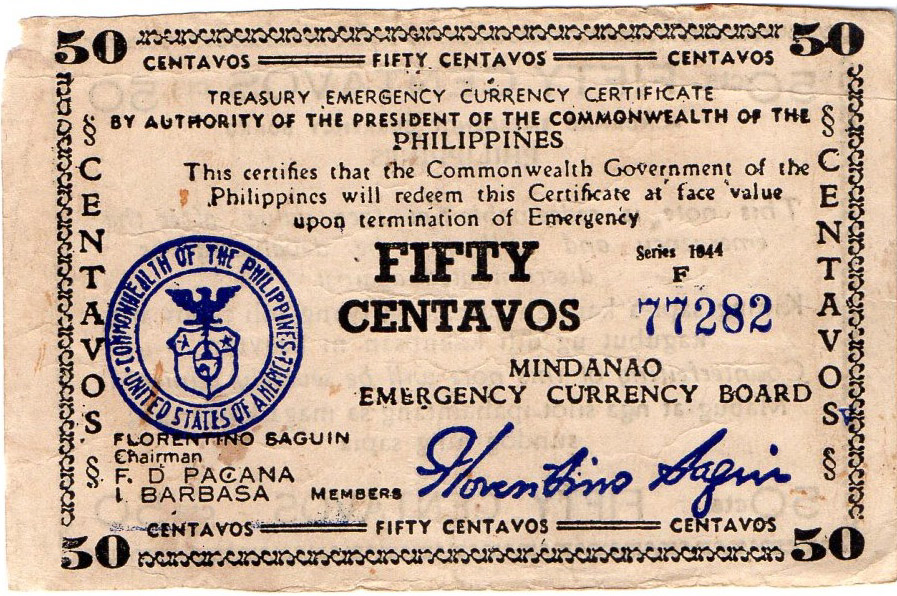 50 50
CENTAVOS FIFTY CENTAVOS CENTAVOS
TREASURY EMERGENCY CURRENCY CERTIFICATE
BY AUTHORITY OF THE PRESIDENT OF THE COMMONWEALTH OF THE
PHILIPPINES
This certifies that the Commonwealth Government of the
Philippines will redeem this Certificate at face value
upon termination of Emergency
§ CENTAVOS §
§ CENTAVOS §
FIFTY
CENTAVOS
Series 1944
F
77282
COMMONWEALTH OF THE PHILIPPINES
UNITED STATES OF AMERICA
MINDANAO
EMERGENCY CURRENCY BOARD
FLORENTINO SAGUIN
Chairman
F. D PACANA
I. BARBASA MEMBERS
Florentino Saguin
CENTAVOS FIFTY CENTAVOS CENTAVOS
50 50